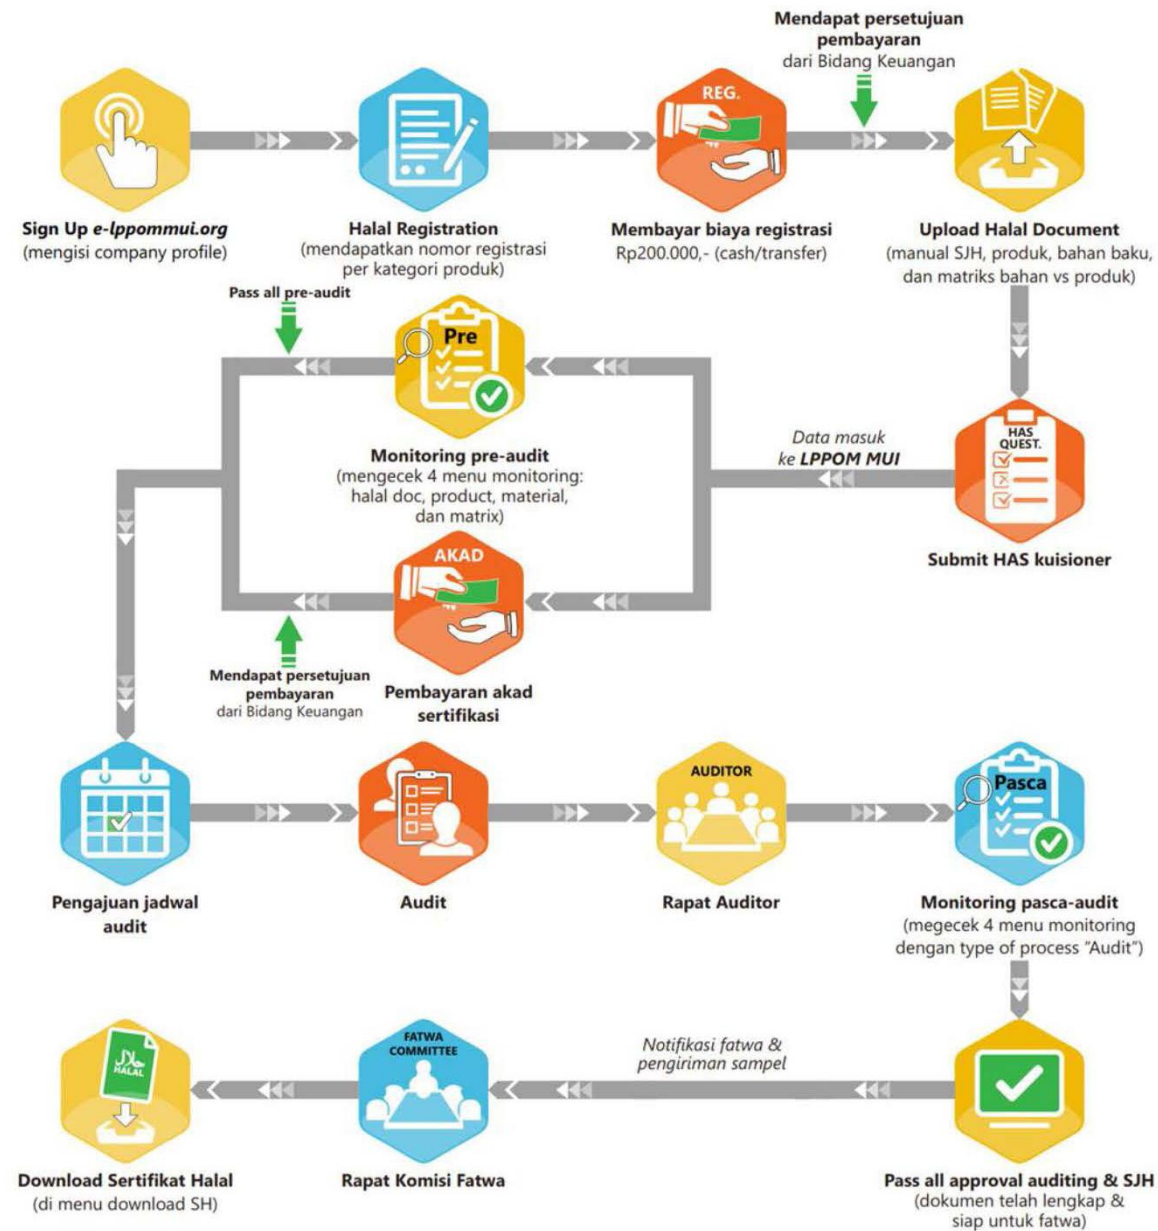 Mendapat persetujuan
pembayaran
dari Bidang Keuangan
REG.
Sign Up e-lppommui.org
(mengisi company profile)
Halal Registration
(mendapatkan nomor registrasi
per kategori produk)
Membayar biaya registrasi
Rp200.000,- (cash/transfer)
Upload Halal Document
(manual SJH, produk, bahan baku,
dan matriks bahan vs produk)
Pass all pre-audit
Pre
Monitoring pre-audit
(mengecek 4 menu monitoring:
halal doc, product, material,
dan matrix)
Data masuk
ke LPPOM MUI
HAS
QUEST.
Submit HAS kuisioner
AKAD
Mendapat persetujuan
pembayaran
dari Bidang Keuangan
Pembayaran akad
sertifikasi
Pengajuan jadwal
audit
Audit
AUDITOR
Rapat Auditor
Pasca
Monitoring pasca-audit
(megecek 4 menu monitoring
dengan type of process “Audit”)
Pass all approval auditing & SJH
(dokumen telah lengkap &
siap untuk fatwa)
Notifikasi fatwa &
pengiriman sampel
FATWA
COMMITTEE
Rapat Komisi Fatwa
حلال
HALAL
Download Sertifikat Halal
(di menu download SH)